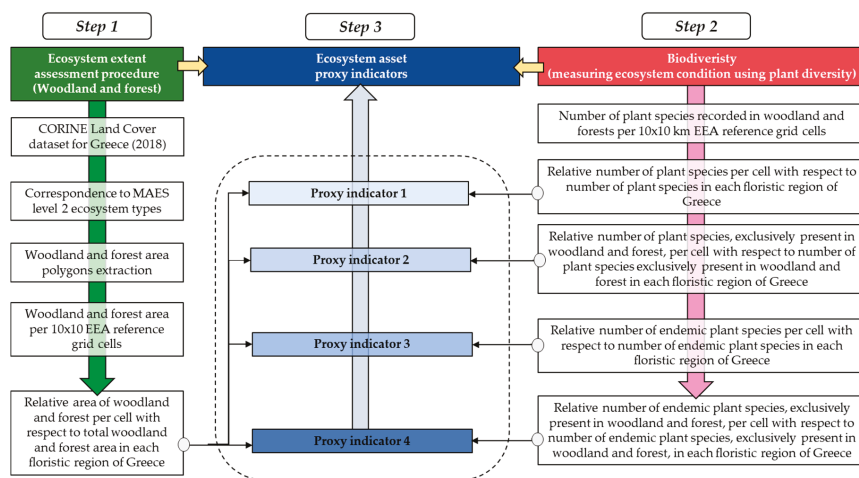 Step 1
Step 3
Step 2
Ecosystem extent
assessment procedure
(Woodland and forest)
Ecosystem asset
proxy indicators
Biodiveristy
(measuring ecosystem condition using plant diversity)
CORINE Land Cover
dataset for Greece (2018)
Correspondence to MAES
level 2 ecosystem types
Woodland and forest area
polygons extraction
Woodland and forest area
per 10x10 EEA reference
grid cells
Relative area of woodland
and forest per cell with
respect to total woodland
and forest area in each
floristic region of Greece
Proxy indicator 1
Proxy indicator 2
Proxy indicator 3
Proxy indicator 4
Number of plant species recorded in woodland and
forests per 10x10 km EEA reference grid cells
Relative number of plant species per cell with respect
to number of plant species in each floristic region of
Greece
Relative number of plant species, exclusively present in
woodland and forest, per cell with respect to number of
plant species exclusively present in woodland and
forest in each floristic region of Greece
Relative number of endemic plant species per cell with
respect to number of endemic plant species in each
floristic region of Greece
Relative number of endemic plant species, exclusively
present in woodland and forest, per cell with respect to
number of endemic plant species, exclusively present in
woodland and forest, in each floristic region of Greece